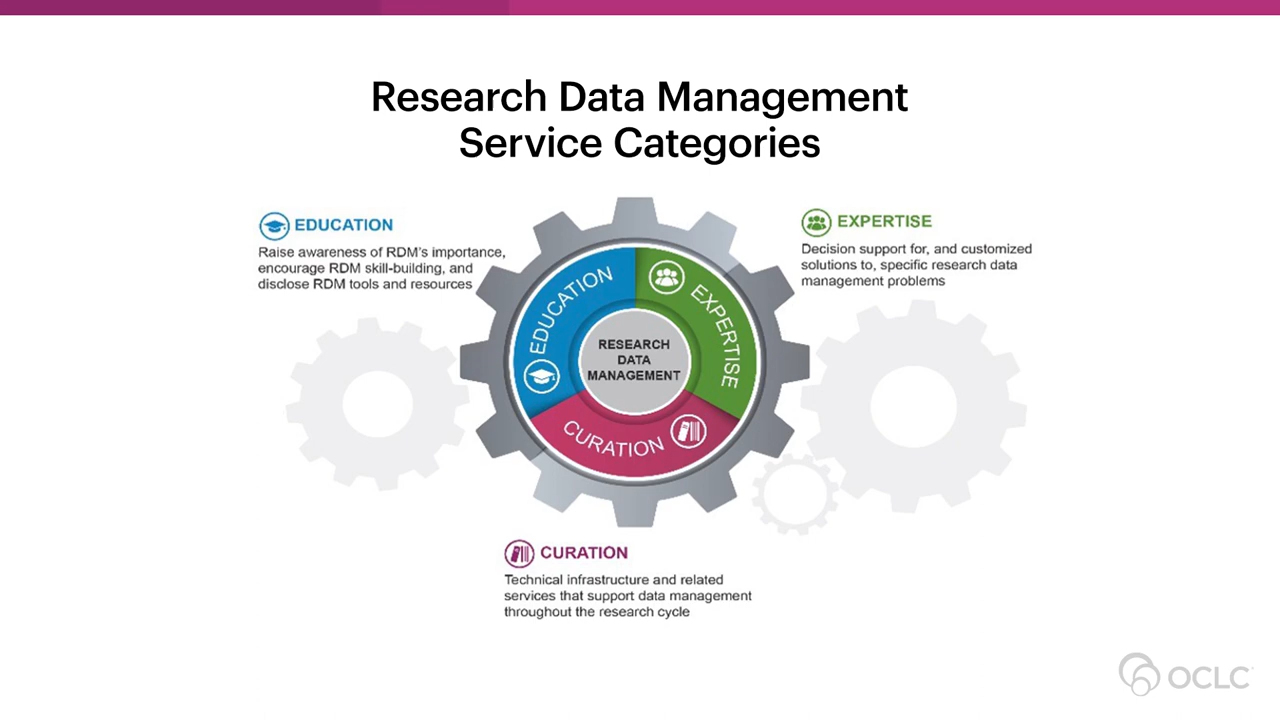 Research Data Management
Service Categories
EDUCATION
Raise awareness of RDM's importance,
encourage RDM skill-building, and
disclose RDM tools and resources
EXPERTISE
Decision support for, and customized
solutions to, specific research data
management problems
EDUCATION
EXPERTISE
RESEARCH
DATA
MANAGEMENT
CURATION
CURATION
Technical infrastructure and related
services that support data management
throughout the research cycle
OCLC